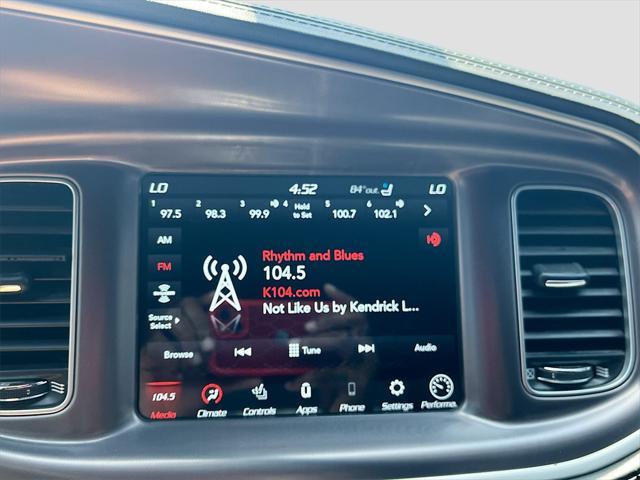 LO 4:52 84°out. LO
1 2 3 4 Hold to Set 5 6
97.5 98.3 99.9 100.7 102.1
AM
FM
Source Select
Rhythm and Blues
104.5
K104.com
Not Like Us by Kendrick L...
Browse Tune Audio
104.5
Media Climate Controls Apps Phone Settings Performa.